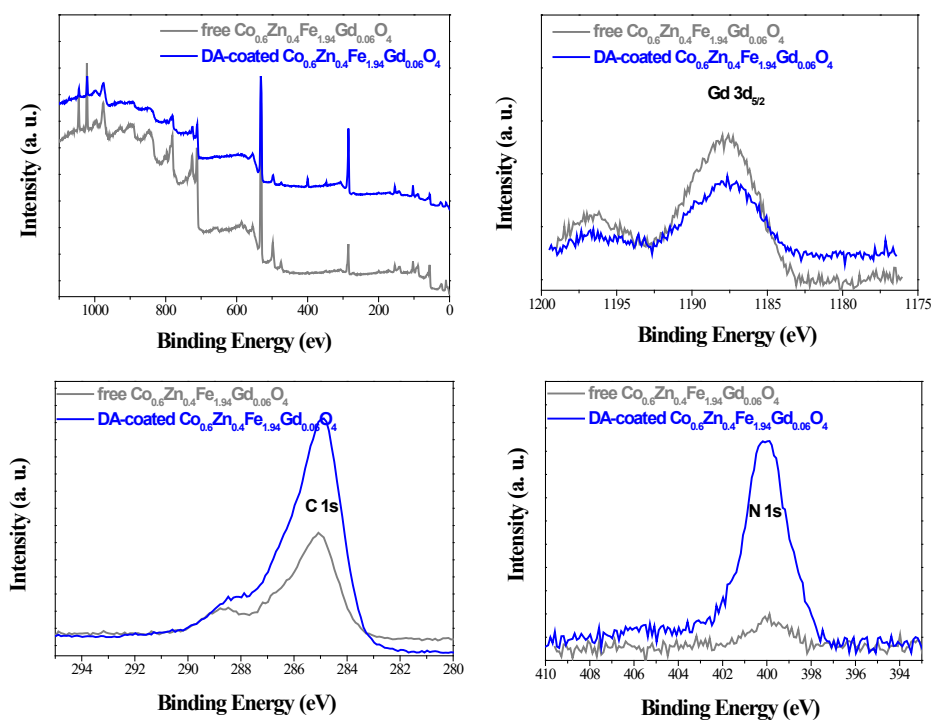 free Co0.6Zn0.4Fe1.94Gd0.06O4
DA-coated Co0.6Zn0.4Fe1.94Gd0.06O4
Intensity (a. u.)
1000 800 600 400 200 0
Binding Energy (ev)
free Co0.6Zn0.4Fe1.94Gd0.06O4
DA-coated Co0.6Zn0.4Fe1.94Gd0.06O4
Gd 3d5/2
Intensity (a. u.)
1200 1195 1190 1185 1180 1175
Binding Energy (eV)
free Co0.6Zn0.4Fe1.94Gd0.06O4
DA-coated Co0.6Zn0.4Fe1.94Gd0.06O4
C 1s
Intensity (a. u.)
294 292 290 288 286 284 282 280
Binding Energy (eV)
free Co0.6Zn0.4Fe1.94Gd0.06O4
DA-coated Co0.6Zn0.4Fe1.94Gd0.06O4
N 1s
Intensity (a. u.)
410 408 406 404 402 400 398 396 394
Binding Energy (eV)